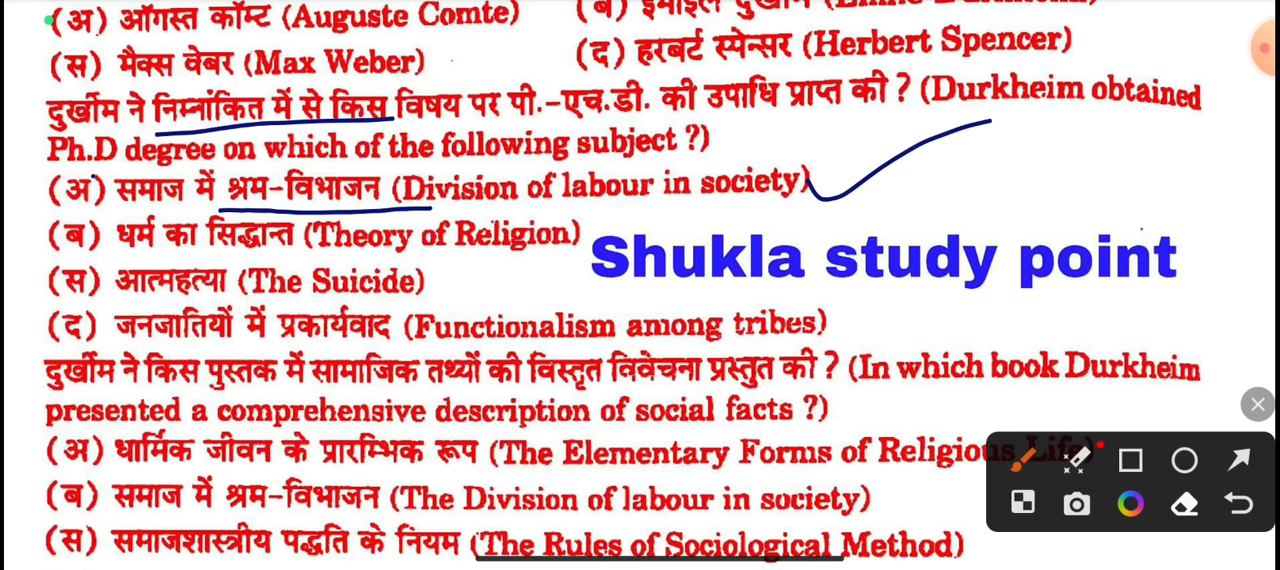 (अ) ऑगस्त कॉम्ट (Auguste Comte)
(स) मैक्स वेबर (Max Weber)
(द) हरबर्ट स्पेन्सर (Herbert Spencer)
दुर्खीम ने निम्नांकित में से किस विषय पर पी.-एच.डी. की उपाधि प्राप्त की ? (Durkheim obtained
Ph.D degree on which of the following subject ?)
(अ) समाज में श्रम-विभाजन (Division of labour in society)
(ब) धर्म का सिद्धान्त (Theory of Religion)
Shukla study point
(स) आत्महत्या (The Suicide)
(द) जनजातियों में प्रकार्यवाद (Functionalism among tribes)
दुर्खीम ने किस पुस्तक में सामाजिक तथ्यों की विस्तृत विवेचना प्रस्तुत की ? (In which book Durkheim
presented a comprehensive description of social facts ?)
(अ) धार्मिक जीवन के प्रारम्भिक रूप (The Elementary Forms of Religious Life)
(ब) समाज में श्रम-विभाजन (The Division of labour in society)
(स) समाजशास्त्रीय पद्धति के नियम (The Rules of Sociological Method)